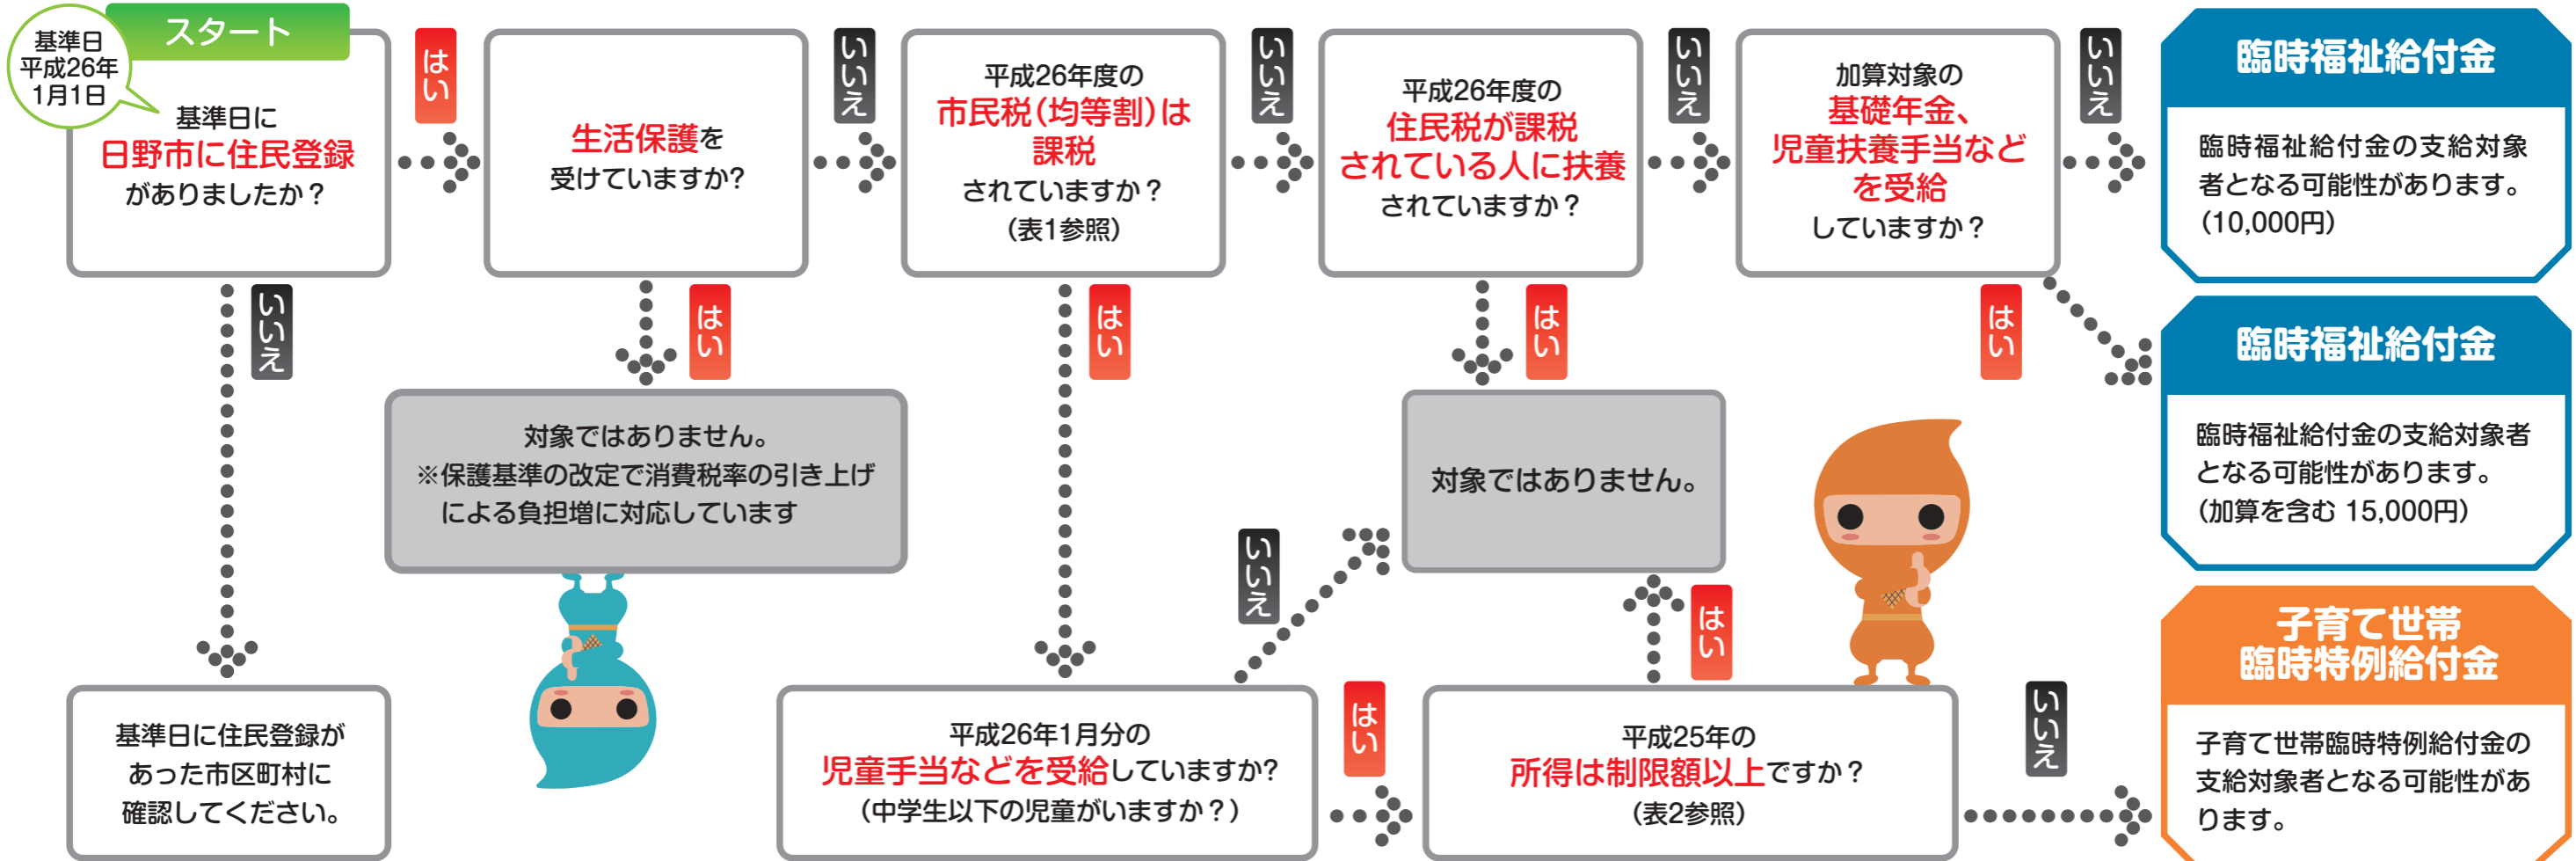 スタート
基準日
平成26年
1月1日
基準日に
日野市に住民登録
がありましたか？
はい
生活保護を
受けていますか?
いいえ
平成26年度の
市民税（均等割）は
課税
されていますか？
（表1参照）
いいえ
平成26年度の
住民税が課税
されている人に扶養
されていますか？
いいえ
加算対象の
基礎年金、
児童扶養手当など
を受給
していますか？
いいえ
臨時福祉給付金
臨時福祉給付金の支給対象
者となる可能性があります。
（10,000円）
いいえ
はい
はい
はい
はい
臨時福祉給付金
臨時福祉給付金の支給対象者
となる可能性があります。
（加算を含む 15,000円）
対象ではありません。
※保護基準の改定で消費税率の引き上げ
による負担増に対応しています
対象ではありません。
いいえ
はい
基準日に住民登録が
あった市区町村に
確認してください。
平成26年1月分の
児童手当などを受給していますか?
（中学生以下の児童がいますか？）
はい
平成25年の
所得は制限額以上ですか？
（表2参照）
いいえ
子育て世帯
臨時特例給付金
子育て世帯臨時特例給付金の
支給対象者となる可能性があ
ります。